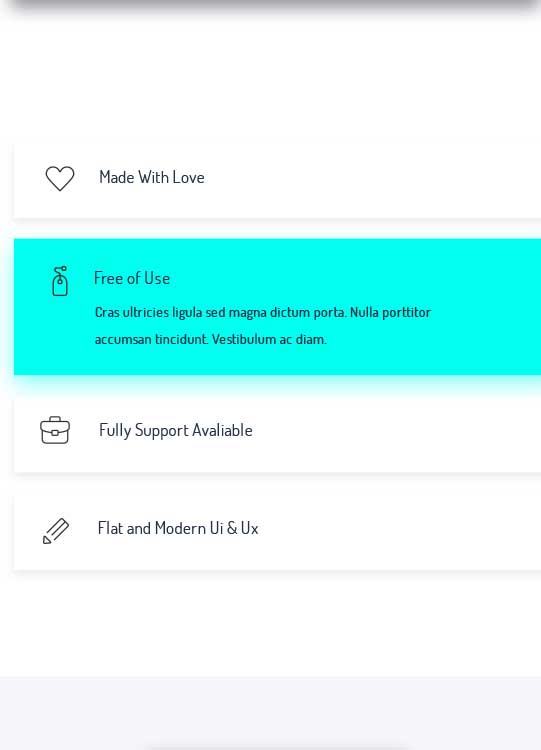 Made With Love
Free of Use
Cras ultricies ligula sed magna dictum porta. Nulla porttitor
accumsan tincidunt. Vestibulum ac diam.
Fully Support Avaliable
Flat and Modern Ui & Ux